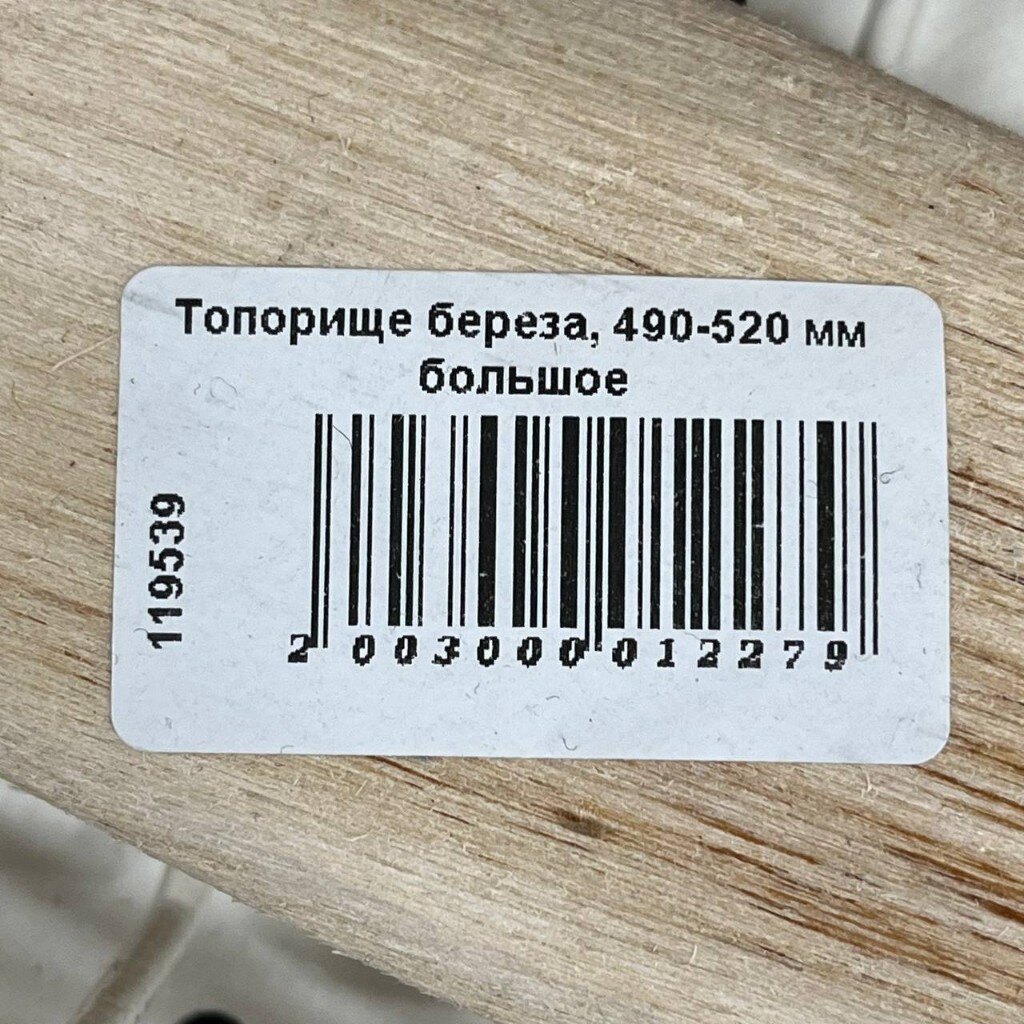 Топорище береза, 490-520 мм
большое
119539
2 003000 012279